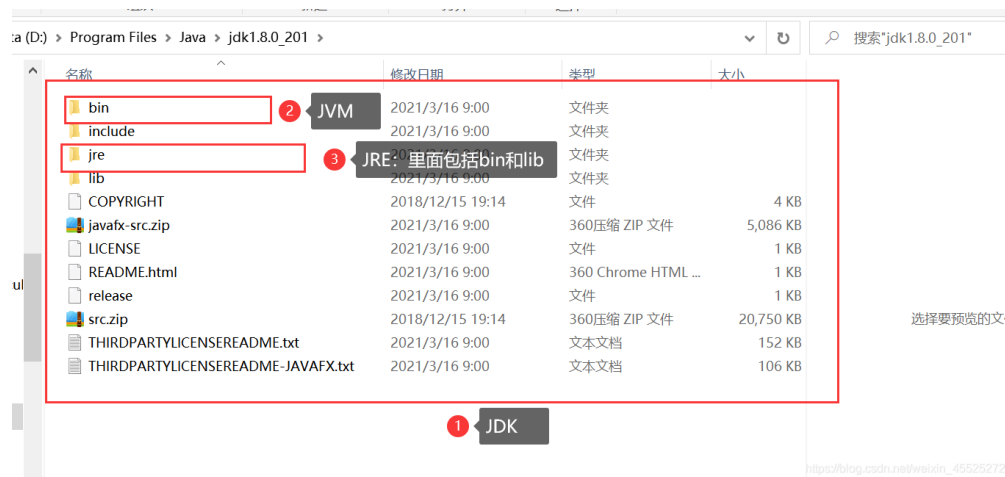 :a (D:) > Program Files > Java > jdk1.8.0_201 >
搜索"jdk1.8.0_201"
名称 修改日期 类型 大小
bin 2021/3/16 9:00 文件夹
② JVM
include 2021/3/16 9:00 文件夹
jre 文件夹
③ JRE：里面包括bin和lib
lib 2021/3/16 9:00 文件夹
COPYRIGHT 2018/12/15 19:14 文件 4 KB
javafx-src.zip 2021/3/16 9:00 360压缩 ZIP 文件 5,086 KB
LICENSE 2021/3/16 9:00 文件 1 KB
README.html 2021/3/16 9:00 360 Chrome HTML ... 1 KB
release 2021/3/16 9:00 文件 1 KB
src.zip 2018/12/15 19:14 360压缩 ZIP 文件 20,750 KB
选择要预览的文
THIRDPARTYLICENSEREADME.txt 2021/3/16 9:00 文本文档 152 KB
THIRDPARTYLICENSEREADME-JAVAFX.txt 2021/3/16 9:00 文本文档 106 KB
① JDK
https://blog.csdn.net/weixin_45525272